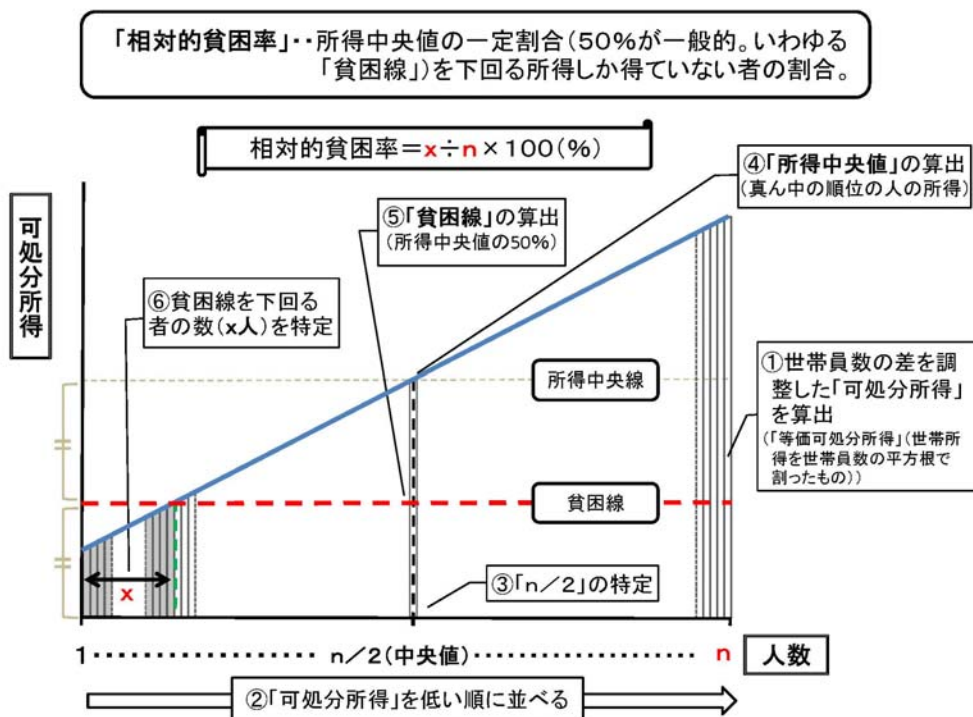 「相対的貧困率」・・所得中央値の一定割合(50%が一般的。いわゆる
「貧困線」)を下回る所得しか得ていない者の割合。
相対的貧困率=x÷n×100(%)
④「所得中央値」の算出
(真ん中の順位の人の所得)
⑤「貧困線」の算出
(所得中央値の50%)
可処分所得
⑥貧困線を下回る
者の数(x人)を特定
所得中央線
①世帯員数の差を調
整した「可処分所得」
を算出
(「等価可処分所得」(世帯所
得を世帯員数の平方根で
割ったもの))
貧困線
x
③「n/2」の特定
1 ・・・・・・・・・・・・・・ n/2(中央値)・・・・・・・・・・・・・・・・・・・ n
人数
②「可処分所得」を低い順に並べる